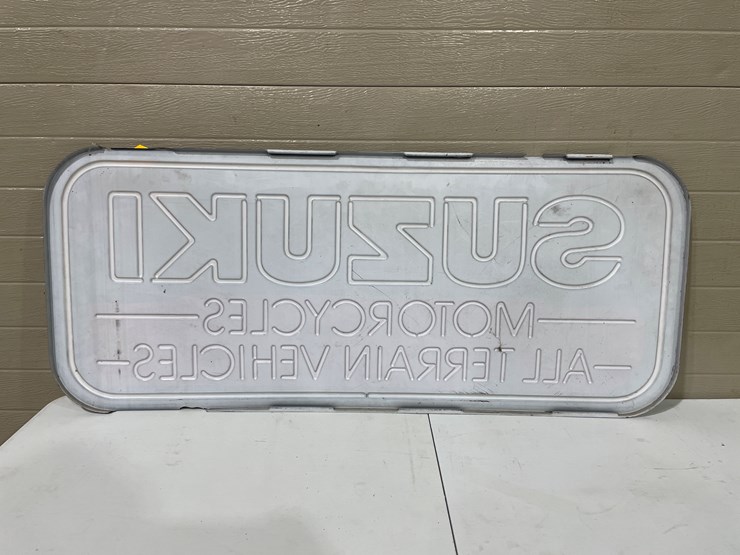 SUZUKI
—MOTORCYCLES—
—ALL TERRAIN VEHICLES—